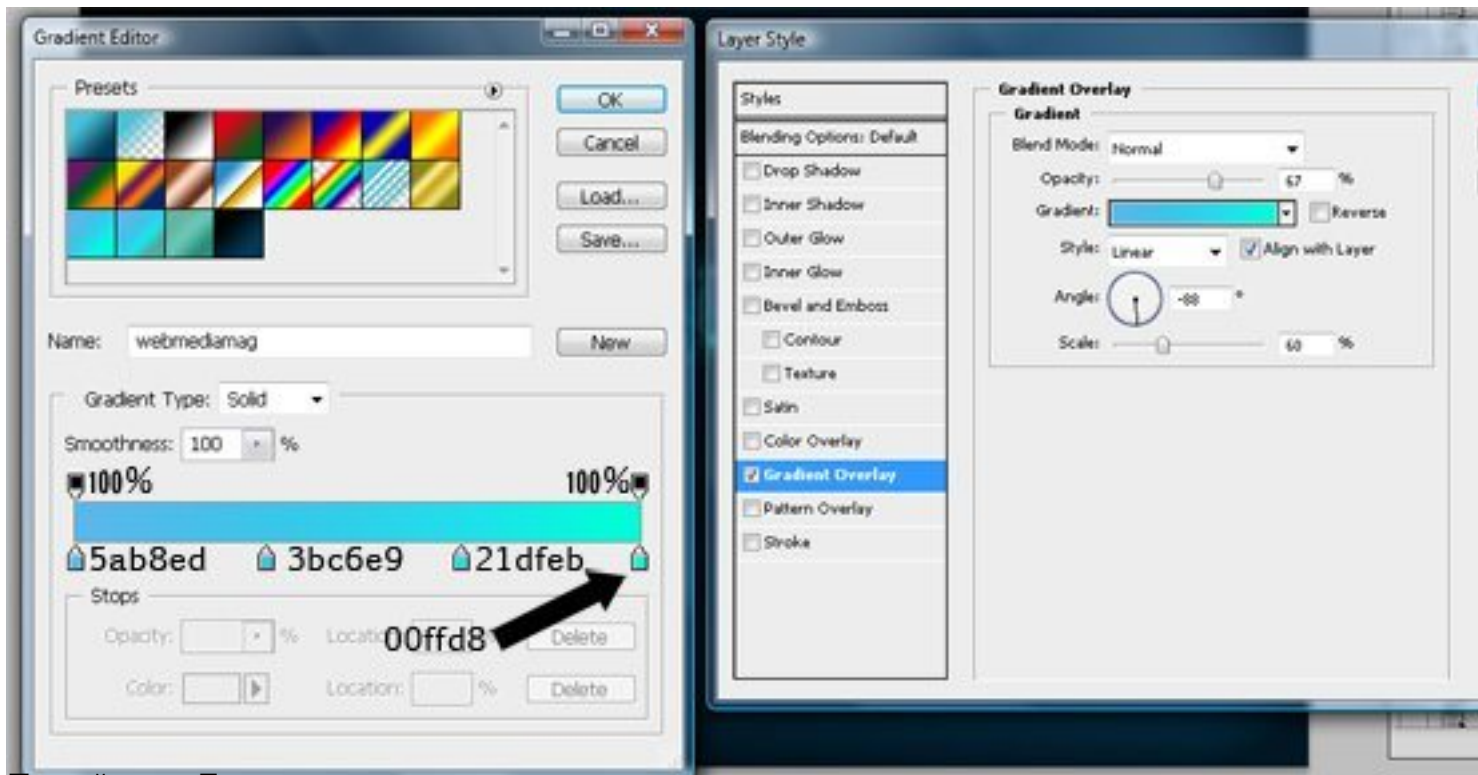 Gradient Editor
Presets
OK
Cancel
Load...
Save...
Name: webmediamag
New
Gradient Type: Solid
Smoothness: 100 %
100% 100%
5ab8ed 3bc6e9 21dfeb
00ffd8
Stops
Opacity: % Location: Delete
Color: Location: % Delete
Layer Style
Styles
Blending Options: Default
Drop Shadow
Inner Shadow
Outer Glow
Inner Glow
Bevel and Emboss
Contour
Texture
Satin
Color Overlay
Gradient Overlay
Pattern Overlay
Stroke
Gradient Overlay
Gradient
Blend Mode: Normal
Opacity: 67 %
Gradient: Reverse
Style: Linear Align with Layer
Angle: -88 °
Scale: 60 %